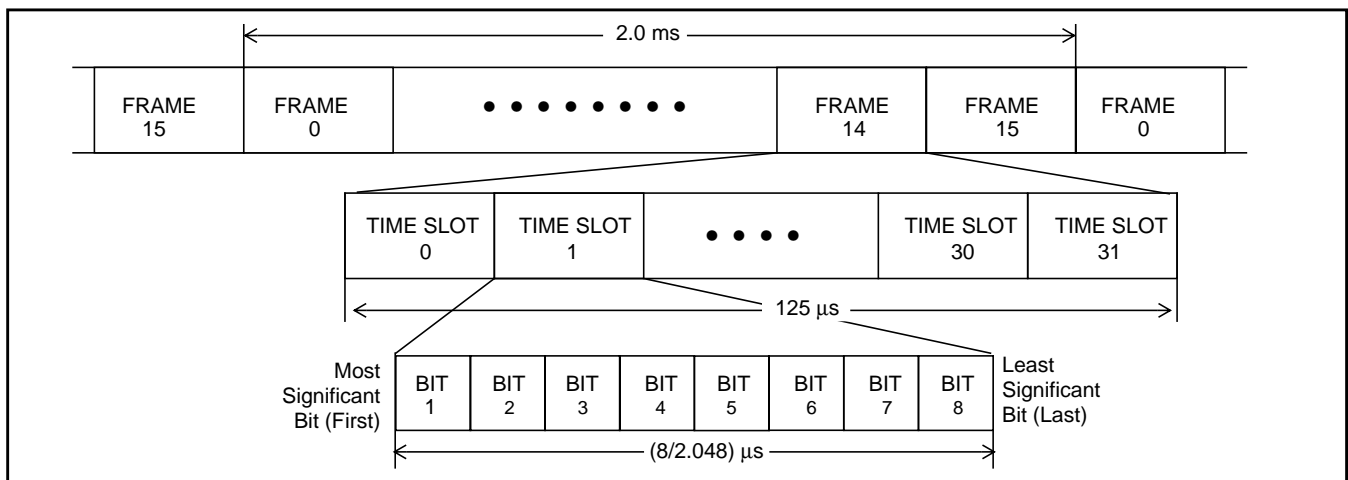 2.0 ms
FRAME
15
FRAME
0
FRAME
14
FRAME
15
FRAME
0
TIME SLOT
0
TIME SLOT
1
TIME SLOT
30
TIME SLOT
31
125 µs
Most
Significant
Bit (First)
BIT
1
BIT
2
BIT
3
BIT
4
BIT
5
BIT
6
BIT
7
BIT
8
Least
Significant
Bit (Last)
(8/2.048) µs